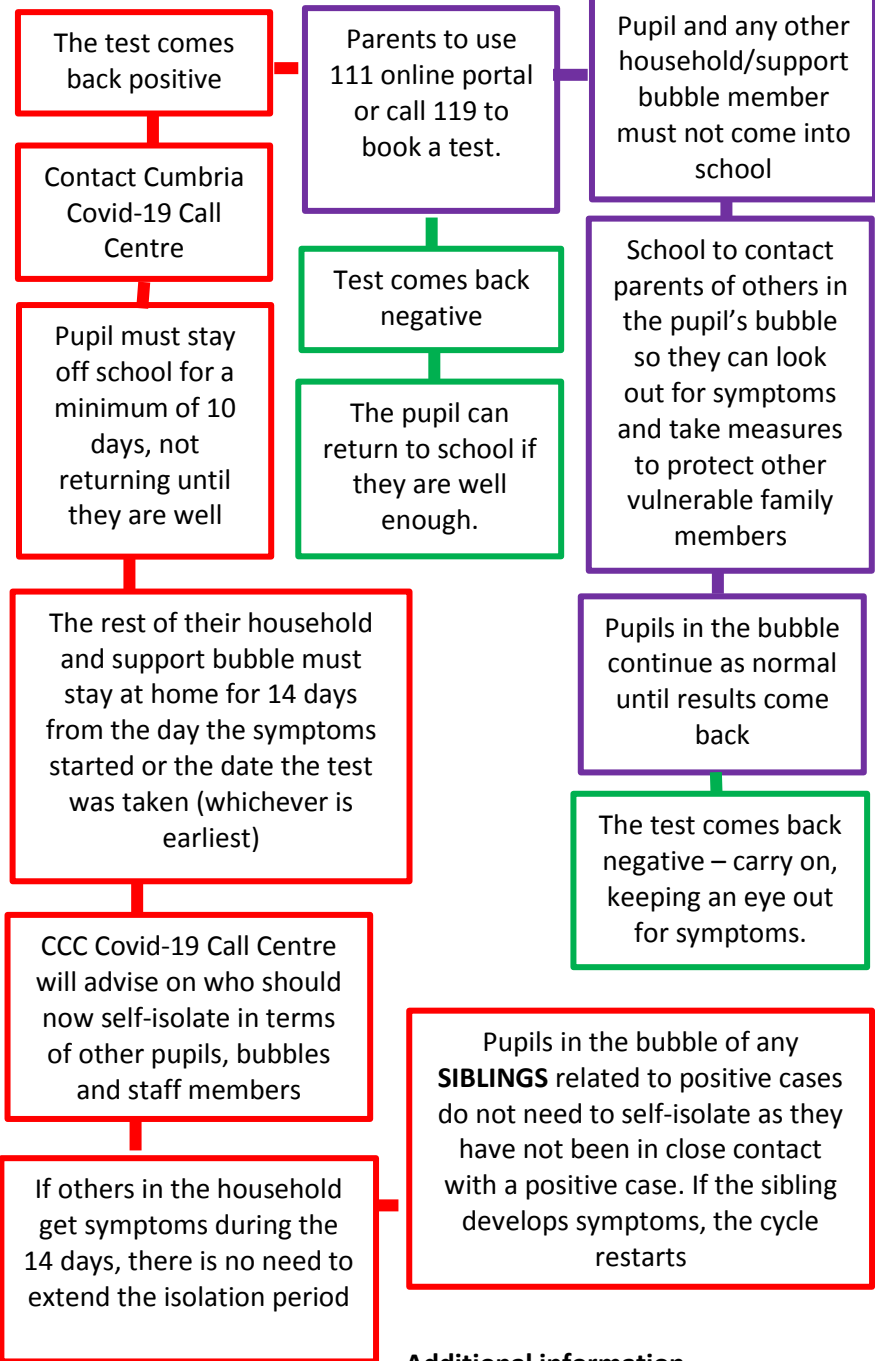 The test comes
back positive
Parents to use
111 online portal
or call 119 to
book a test.
Pupil and any other
household/support
bubble member
must not come into
school
Contact Cumbria
Covid-19 Call
Centre
Test comes back
negative
School to contact
parents of others in
the pupil’s bubble
so they can look
out for symptoms
and take measures
to protect other
vulnerable family
members
Pupil must stay
off school for a
minimum of 10
days, not
returning until
they are well
The pupil can
return to school if
they are well
enough.
The rest of their household
and support bubble must
stay at home for 14 days
from the day the symptoms
started or the date the test
was taken (whichever is
earliest)
Pupils in the bubble
continue as normal
until results come
back
The test comes back
negative – carry on,
keeping an eye out
for symptoms.
CCC Covid-19 Call Centre
will advise on who should
now self-isolate in terms
of other pupils, bubbles
and staff members
Pupils in the bubble of any
SIBLINGS related to positive cases
do not need to self-isolate as they
have not been in close contact
with a positive case. If the sibling
develops symptoms, the cycle
restarts
If others in the household
get symptoms during the
14 days, there is no need to
extend the isolation period
Additional information